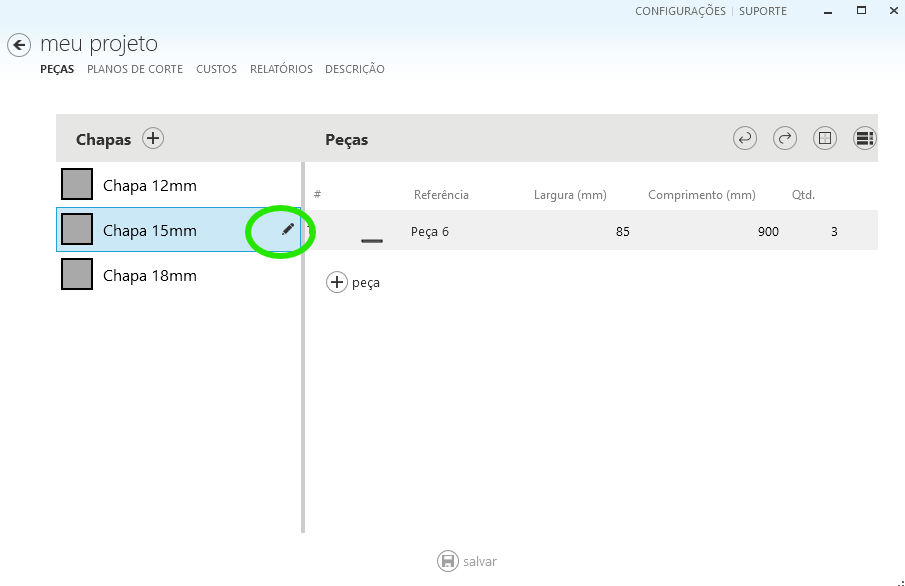 CONFIGURAÇÕES | SUPORTE
meu projeto
PEÇAS PLANOS DE CORTE CUSTOS RELATÓRIOS DESCRIÇÃO
Chapas Peças
Chapa 12mm
# Referência Largura (mm) Comprimento (mm) Qtd.
Chapa 15mm
Peça 6 85 900 3
Chapa 18mm
peça
salvar